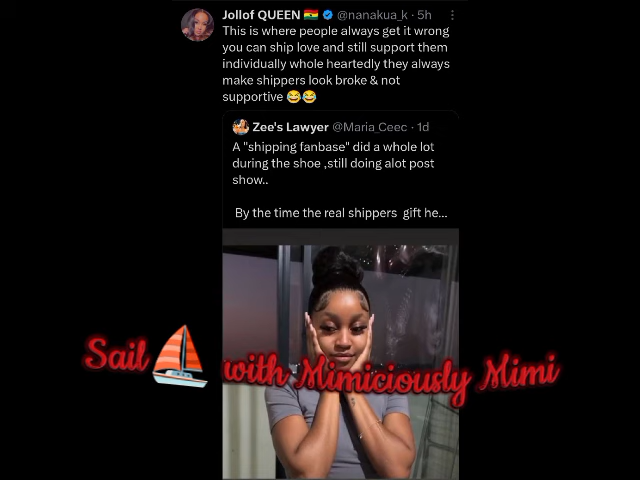 Jollof QUEEN 🇬🇭 @nanakua_k · 5h
This is where people always get it wrong
you can ship love and still support them
individually whole heartedly they always
make shippers look broke & not
supportive 😂😂
Zee's Lawyer @Maria_Ceec · 1d
A "shipping fanbase" did a whole lot
during the shoe ,still doing alot post
show..
By the time the real shippers gift he...
Sail ⛵ with Mimiciously Mimi